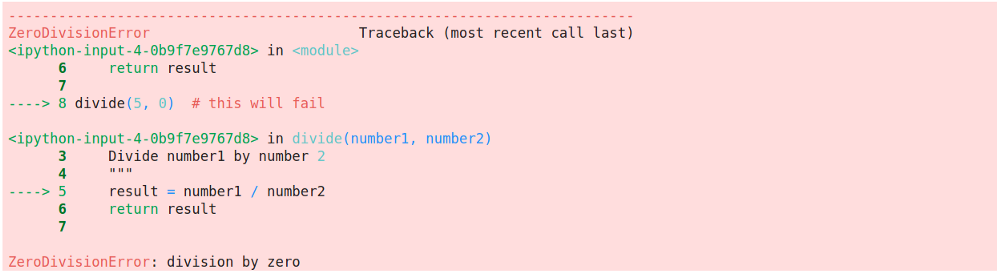 ---------------------------------------------------------------------------
ZeroDivisionError                         Traceback (most recent call last)
<ipython-input-4-0b9f7e9767d8> in <module>
      6     return result
      7
----> 8 divide(5, 0)  # this will fail

<ipython-input-4-0b9f7e9767d8> in divide(number1, number2)
      3     Divide number1 by number 2
      4     """
----> 5     result = number1 / number2
      6     return result
      7

ZeroDivisionError: division by zero